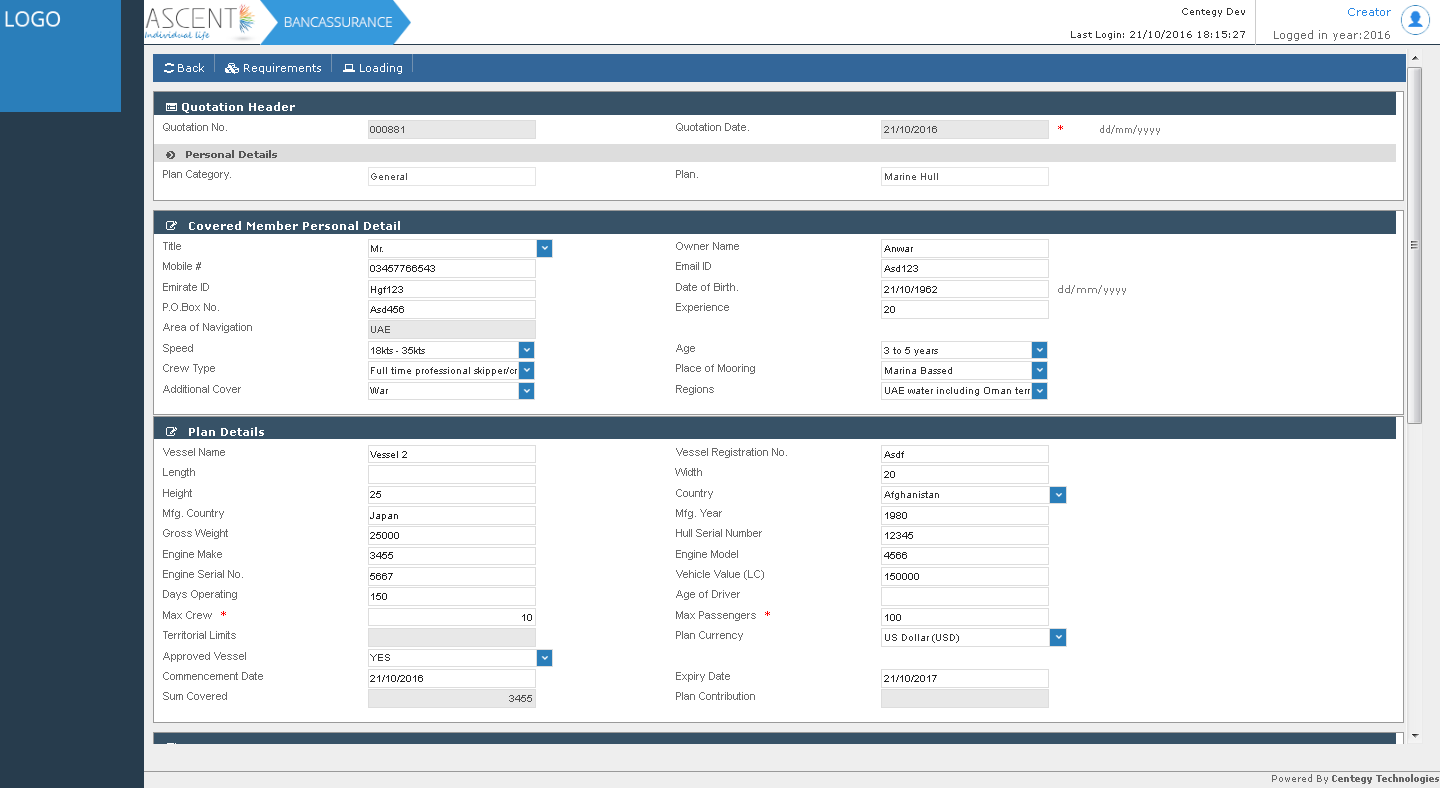 LOGO
ASCENT
Individual life
BANCASSURANCE
Centegy Dev
Last Login: 21/10/2016 18:15:27
Creator
Logged in year:2016
Back Requirements Loading
Quotation Header
Quotation No. 000881 Quotation Date. 21/10/2016 * dd/mm/yyyy
Personal Details
Plan Category. General Plan. Marine Hull
Covered Member Personal Detail
Title Mr. Owner Name Anwar
Mobile # 03457766543 Email ID Asd123
Emirate ID Hgf123 Date of Birth. 21/10/1962 dd/mm/yyyy
P.O.Box No. Asd456 Experience 20
Area of Navigation UAE
Speed 18kts - 35kts Age 3 to 5 years
Crew Type Full time professional skipper/cr Place of Mooring Marina Bassed
Additional Cover War Regions UAE water including Oman terr
Plan Details
Vessel Name Vessel 2 Vessel Registration No. Asdf
Length Width 20
Height 25 Country Afghanistan
Mfg. Country Japan Mfg. Year 1980
Gross Weight 25000 Hull Serial Number 12345
Engine Make 3455 Engine Model 4566
Engine Serial No. 5667 Vehicle Value (LC) 150000
Days Operating 150 Age of Driver
Max Crew * 10 Max Passengers * 100
Territorial Limits Plan Currency US Dollar (USD)
Approved Vessel YES
Commencement Date 21/10/2016 Expiry Date 21/10/2017
Sum Covered 3455 Plan Contribution
Powered By Centegy Technologies